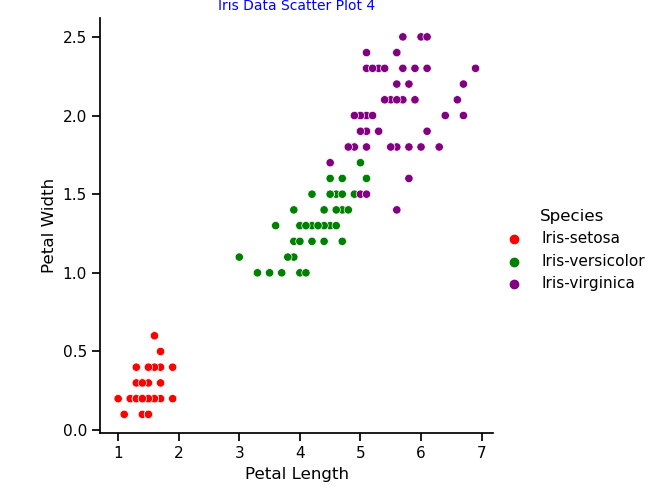 Iris Data Scatter Plot 4
2.5
2.0
1.5
1.0
0.5
0.0
Petal Width
1 2 3 4 5 6 7
Petal Length
Species
Iris-setosa
Iris-versicolor
Iris-virginica